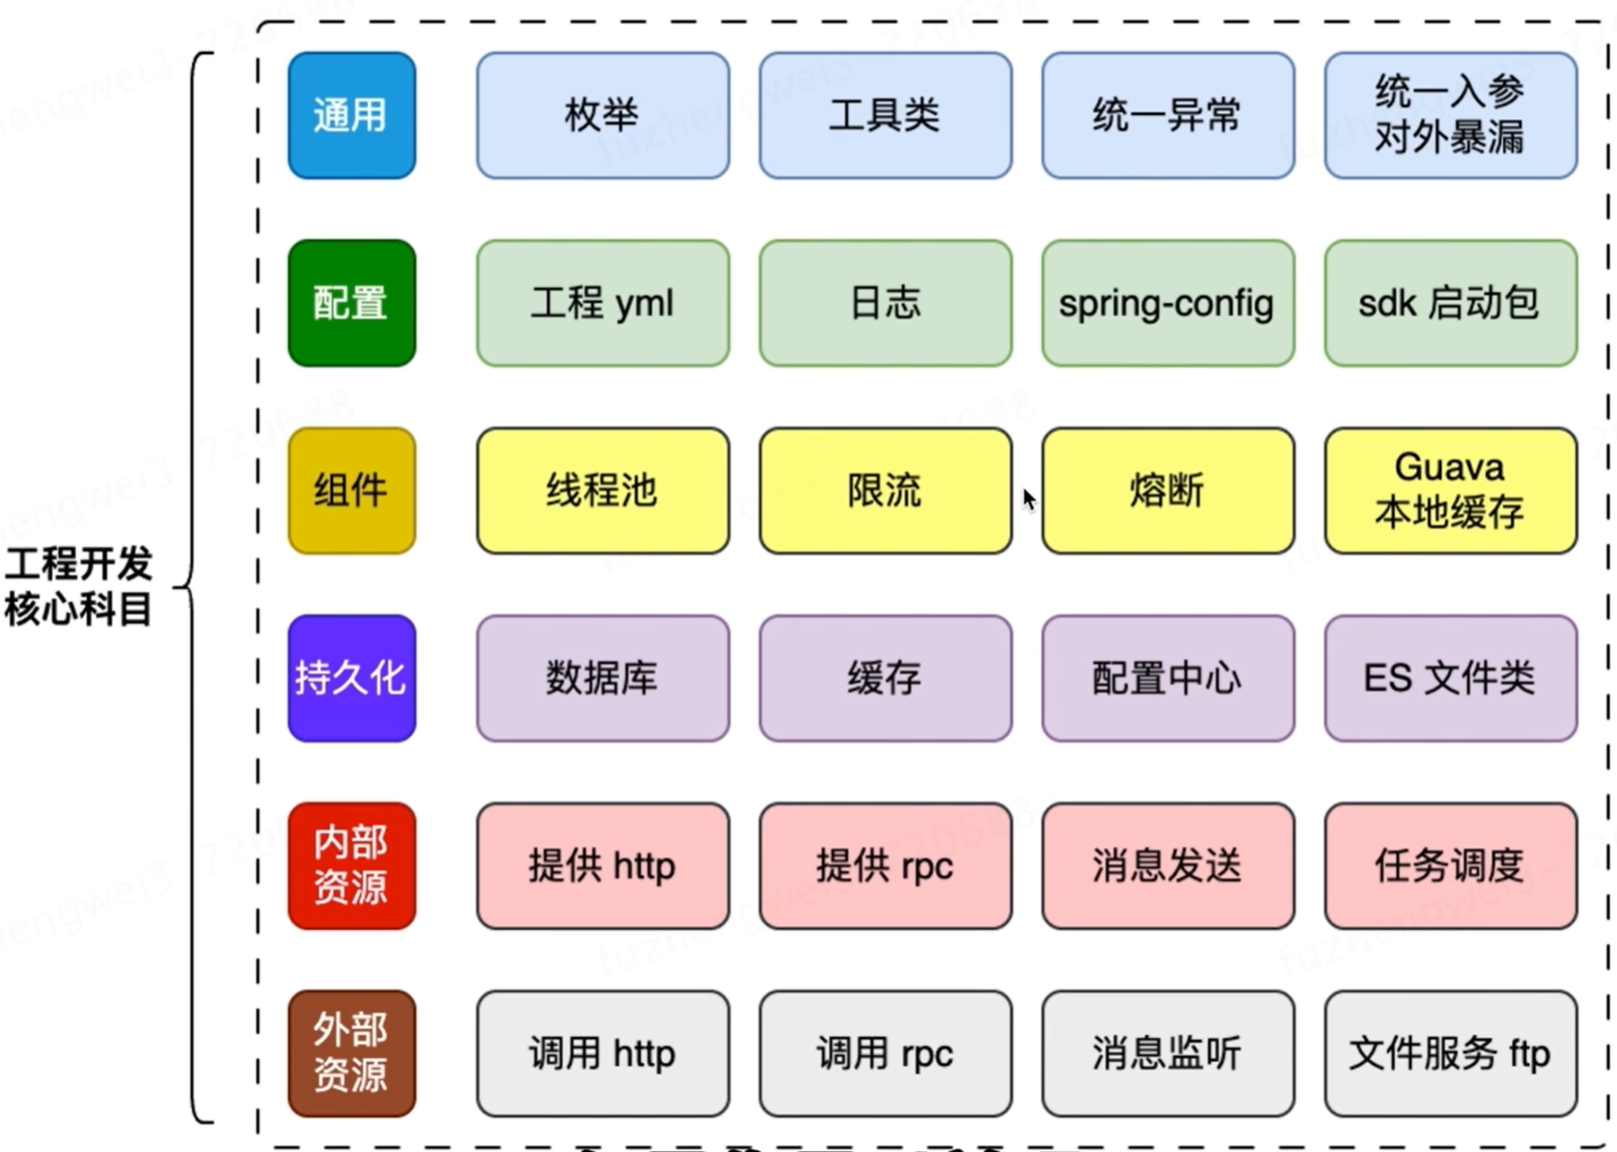 通用
枚举
工具类
统一异常
统一入参
对外暴漏
配置
工程 yml
日志
spring-config
sdk 启动包
组件
线程池
限流
熔断
Guava
本地缓存
工程开发
核心科目
持久化
数据库
缓存
配置中心
ES 文件类
内部
资源
提供 http
提供 rpc
消息发送
任务调度
外部
资源
调用 http
调用 rpc
消息监听
文件服务 ftp
fuzhengwei3-720688